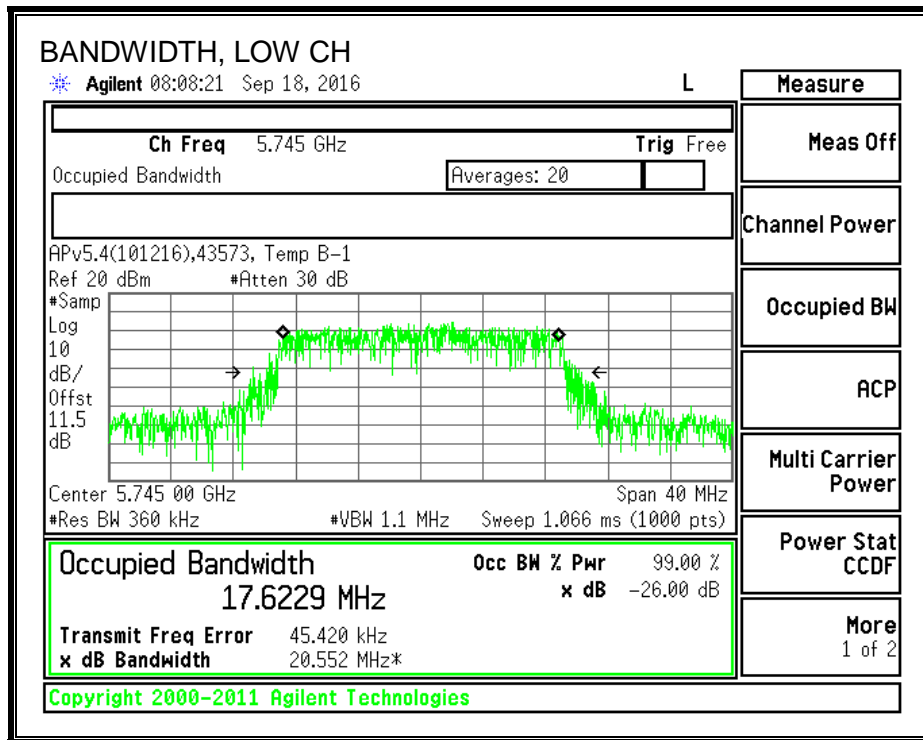 BANDWIDTH, LOW CH
Agilent 08:08:21 Sep 18, 2016 L
Measure
Ch Freq 5.745 GHz Trig Free
Occupied Bandwidth Averages: 20
APv5.4(101216),43573, Temp B-1
Ref 20 dBm #Atten 30 dB
#Samp
Log
10
dB/
Offst
11.5
dB
Center 5.745 00 GHz Span 40 MHz
#Res BW 360 kHz #VBW 1.1 MHz Sweep 1.066 ms (1000 pts)
Occupied Bandwidth Occ BW % Pwr 99.00 %
17.6229 MHz x dB -26.00 dB
Transmit Freq Error 45.420 kHz
x dB Bandwidth 20.552 MHz*
Copyright 2000-2011 Agilent Technologies
Meas Off
Channel Power
Occupied BW
ACP
Multi Carrier
Power
Power Stat
CCDF
More
1 of 2